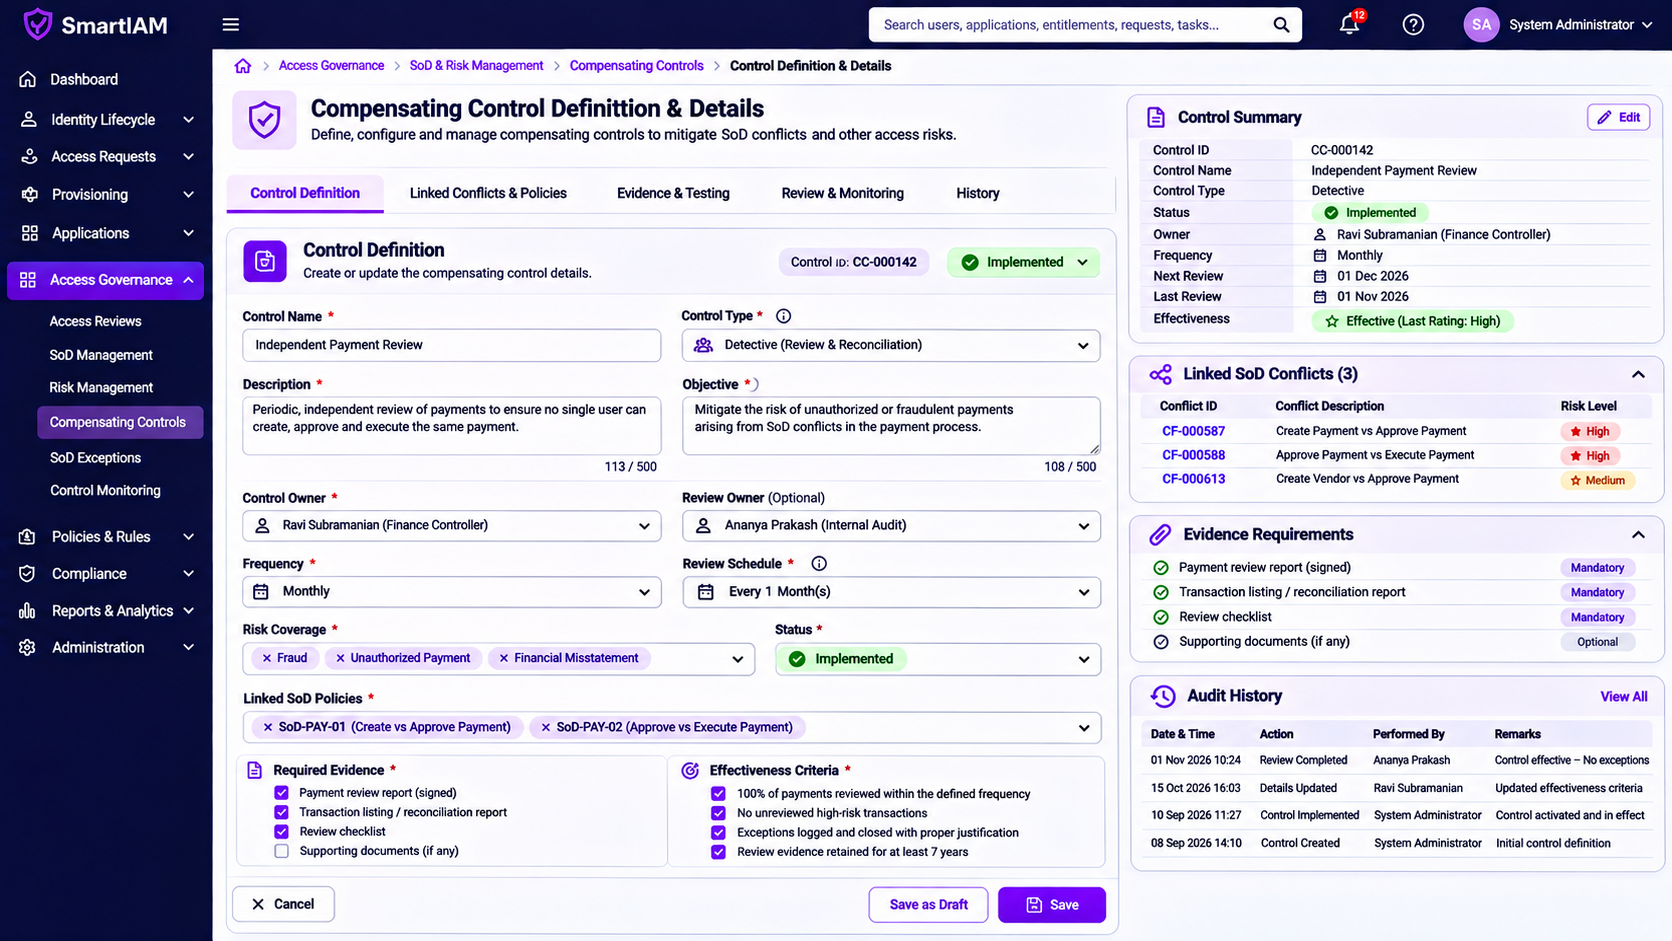 SmartIAM
Search users, applications, entitlements, requests, tasks...
12
SA
System Administrator
Dashboard
Identity Lifecycle
Access Requests
Provisioning
Applications
Access Governance
Access Reviews
SoD Management
Risk Management
Compensating Controls
SoD Exceptions
Control Monitoring
Policies & Rules
Compliance
Reports & Analytics
Administration
> Access Governance > SoD & Risk Management > Compensating Controls > Control Definition & Details
Compensating Control Definittion & Details
Define, configure and manage compensating controls to mitigate SoD conflicts and other access risks.
Control Definition
Linked Conflicts & Policies
Evidence & Testing
Review & Monitoring
History
Control Definition
Create or update the compensating control details.
Control ID: CC-000142
Implemented
Control Name *
Independent Payment Review
Control Type *
Detective (Review & Reconciliation)
Description *
Periodic, independent review of payments to ensure no single user can
create, approve and execute the same payment.
113 / 500
Objective *
Mitigate the risk of unauthorized or fraudulent payments
arising from SoD conflicts in the payment process.
108 / 500
Control Owner *
Ravi Subramanian (Finance Controller)
Review Owner (Optional)
Ananya Prakash (Internal Audit)
Frequency *
Monthly
Review Schedule *
Every 1 Month(s)
Risk Coverage *
× Fraud
× Unauthorized Payment
× Financial Misstatement
Status *
Implemented
Linked SoD Policies *
× SoD-PAY-01 (Create vs Approve Payment)
× SoD-PAY-02 (Approve vs Execute Payment)
Required Evidence *
Payment review report (signed)
Transaction listing / reconciliation report
Review checklist
Supporting documents (if any)
Effectiveness Criteria *
100% of payments reviewed within the defined frequency
No unreviewed high-risk transactions
Exceptions logged and closed with proper justification
Review evidence retained for at least 7 years
× Cancel
Save as Draft
Save
Control Summary
Edit
Control ID CC-000142
Control Name Independent Payment Review
Control Type Detective
Status Implemented
Owner Ravi Subramanian (Finance Controller)
Frequency Monthly
Next Review 01 Dec 2026
Last Review 01 Nov 2026
Effectiveness Effective (Last Rating: High)
Linked SoD Conflicts (3)
Conflict ID Conflict Description Risk Level
CF-000587 Create Payment vs Approve Payment High
CF-000588 Approve Payment vs Execute Payment High
CF-000613 Create Vendor vs Approve Payment Medium
Evidence Requirements
Payment review report (signed) Mandatory
Transaction listing / reconciliation report Mandatory
Review checklist Mandatory
Supporting documents (if any) Optional
Audit History
View All
Date & Time Action Performed By Remarks
01 Nov 2026 10:24 Review Completed Ananya Prakash Control effective – No exceptions
15 Oct 2026 16:03 Details Updated Ravi Subramanian Updated effectiveness criteria
10 Sep 2026 11:27 Control Implemented System Administrator Control activated and in effect
08 Sep 2026 14:10 Control Created System Administrator Initial control definition